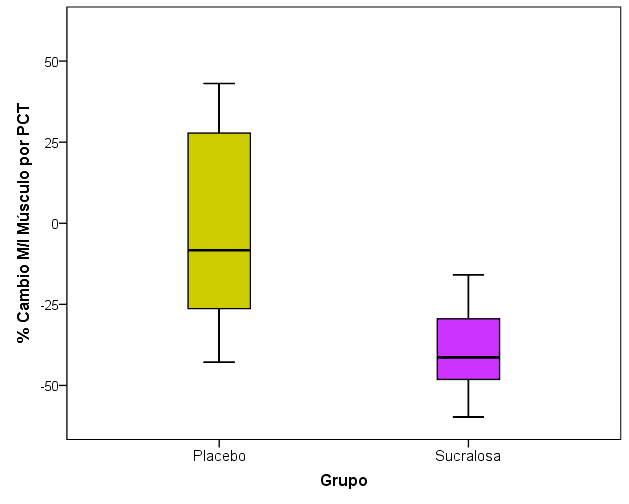 % Cambio M/I Músculo por PCT
50
25
0
-25
-50
Placebo
Sucralosa
Grupo